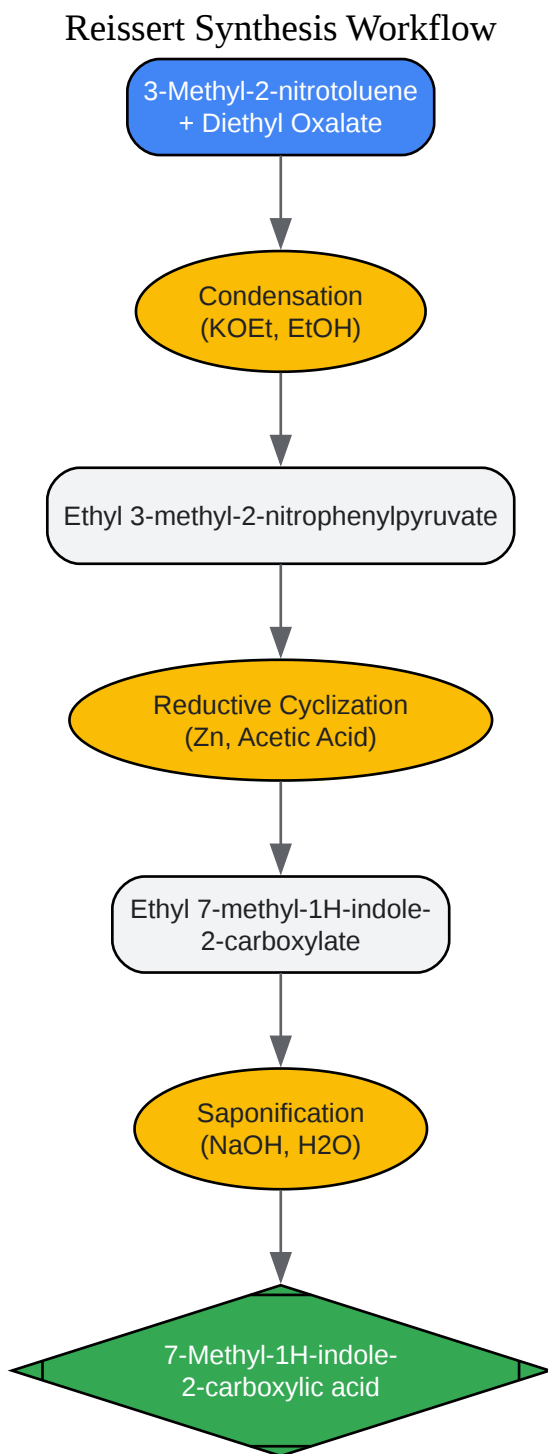 Reissert Synthesis Workflow
3-Methyl-2-nitrotoluene
+ Diethyl Oxalate
Condensation
(KOEt, EtOH)
Ethyl 3-methyl-2-nitrophenylpyruvate
Reductive Cyclization
(Zn, Acetic Acid)
Ethyl 7-methyl-1H-indole-
2-carboxylate
Saponification
(NaOH, H2O)
7-Methyl-1H-indole-
2-carboxylic acid